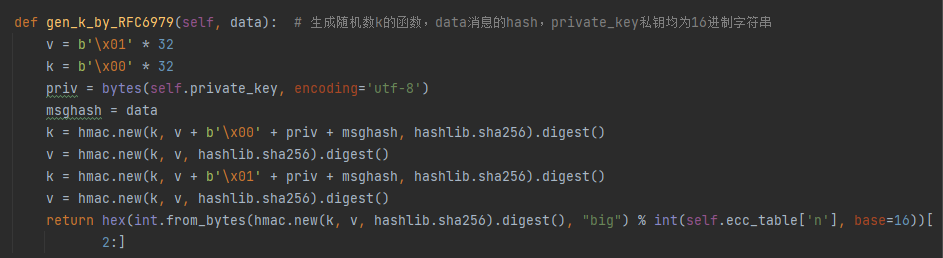 def gen_k_by_RFC6979(self, data):  # 生成随机数k的函数，data消息的hash，private_key私钥均为16进制字符串
    v = b'\x01' * 32
    k = b'\x00' * 32
    priv = bytes(self.private_key, encoding='utf-8')
    msghash = data
    k = hmac.new(k, v + b'\x00' + priv + msghash, hashlib.sha256).digest()
    v = hmac.new(k, v, hashlib.sha256).digest()
    k = hmac.new(k, v + b'\x01' + priv + msghash, hashlib.sha256).digest()
    v = hmac.new(k, v, hashlib.sha256).digest()
    return hex(int.from_bytes(hmac.new(k, v, hashlib.sha256).digest(), "big") % int(self.ecc_table['n'], base=16))[
           2:]